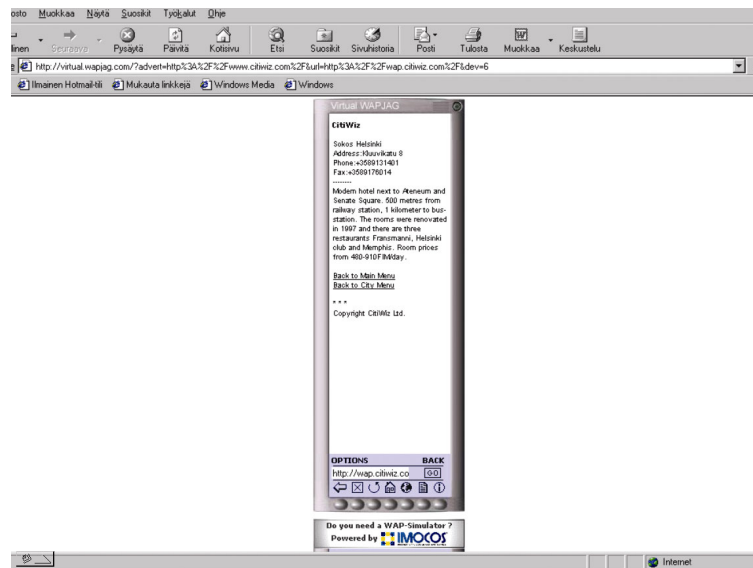 osto Muokkaa Näytä Suosikit Työkalut Ohje
linen Seuraava Pysäytä Päivitä Kotisivu Etsi Suosikit Sivuhistoria Posti Tulosta Muokkaa Keskustelu
http://virtual.wapjag.com/?advert=http%3A%2F%2Fwww.citiwiz.com%2F&url=http%3A%2F%2Fwap.citiwiz.com%2F&dev=6
Ilmainen Hotmail-tili Mukauta linkkejä Windows Media Windows
Virtual WAPJAG
CitiWiz
Sokos Helsinki
Address:Kluuvikatu 8
Phone:+3589131401
Fax:+3589176014
--------
Modern hotel next to Ateneum and
Senate Square. 500 metres from
railway station, 1 kilometer to bus-
station. The rooms were renovated
in 1997 and there are three
restaurants Fransmanni, Helsinki
club and Memphis. Room prices
from 480-910FIM/day.
Back to Main Menu
Back to City Menu
* * *
Copyright CitiWiz Ltd.
OPTIONS BACK
http://wap.citiwiz.co GO
Do you need a WAP-Simulator ?
Powered by IMOCOS
Internet